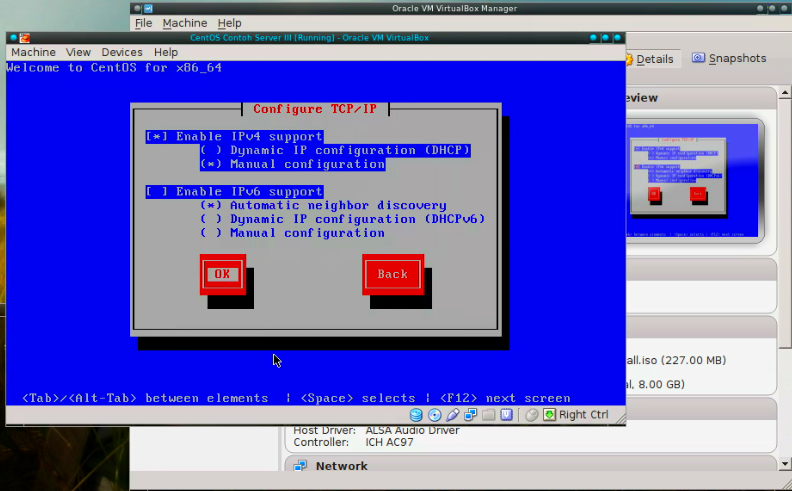 Oracle VM VirtualBox Manager
File Machine Help
CentOS Contoh Server III [Running] - Oracle VM VirtualBox
Machine View Devices Help
Details Snapshots
Welcome to CentOS for x86_64
eview
Configure TCP/IP
[*] Enable IPv4 support
( ) Dynamic IP configuration (DHCP)
(*) Manual configuration
[ ] Enable IPv6 support
(*) Automatic neighbor discovery
( ) Dynamic IP configuration (DHCPv6)
( ) Manual configuration
OK Back
all.iso (227.00 MB)
al, 8.00 GB)
<Tab>/<Alt-Tab> between elements | <Space> selects | <F12> next screen
Right Ctrl
Host Driver: ALSA Audio Driver
Controller: ICH AC97
Network